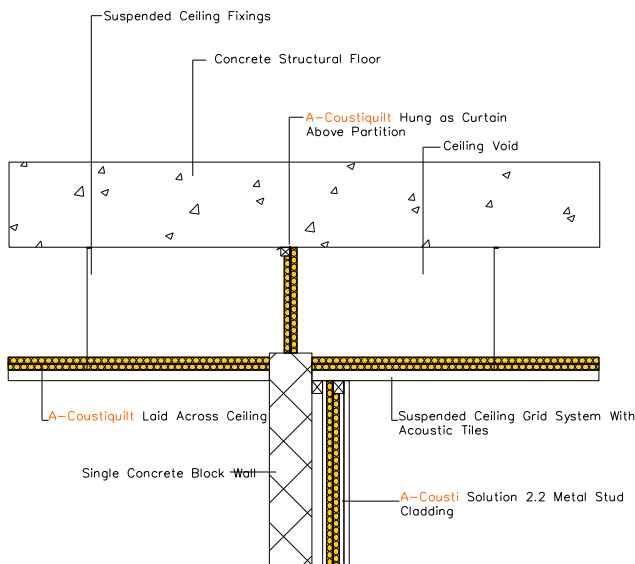 Suspended Ceiling Fixings
Concrete Structural Floor
A-Coustiquilt Hung as Curtain
Above Partition
Ceiling Void
A-Coustiquilt Laid Across Ceiling
Suspended Ceiling Grid System With
Acoustic Tiles
Single Concrete Block Wall
A-Cousti Solution 2.2 Metal Stud
Cladding